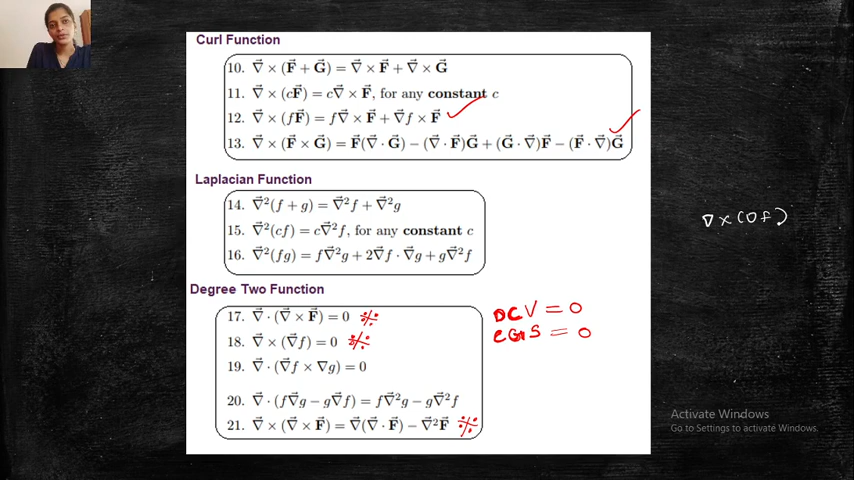 Curl Function
10. ∇⃗ × (F⃗ + G⃗) = ∇⃗ × F⃗ + ∇⃗ × G⃗
11. ∇⃗ × (cF⃗) = c∇⃗ × F⃗, for any constant c
12. ∇⃗ × (fF⃗) = f∇⃗ × F⃗ + ∇⃗f × F⃗
13. ∇⃗ × (F⃗ × G⃗) = F⃗(∇⃗ · G⃗) − (∇⃗ · F⃗)G⃗ + (G⃗ · ∇⃗)F⃗ − (F⃗ · ∇⃗)G⃗
Laplacian Function
14. ∇⃗²(f + g) = ∇⃗²f + ∇⃗²g
15. ∇⃗²(cf) = c∇⃗²f, for any constant c
16. ∇⃗²(fg) = f∇⃗²g + 2∇⃗f · ∇⃗g + g∇⃗²f
∇×(∇f)
Degree Two Function
17. ∇⃗ · (∇⃗ × F⃗) = 0
DCV = 0
18. ∇⃗ × (∇⃗f) = 0
CGS = 0
19. ∇⃗ · (∇⃗f × ∇g) = 0
20. ∇⃗ · (f∇⃗g − g∇⃗f) = f∇⃗²g − g∇⃗²f
21. ∇⃗ × (∇⃗ × F⃗) = ∇⃗(∇⃗ · F⃗) − ∇⃗²F⃗
Activate Windows
Go to Settings to activate Windows.